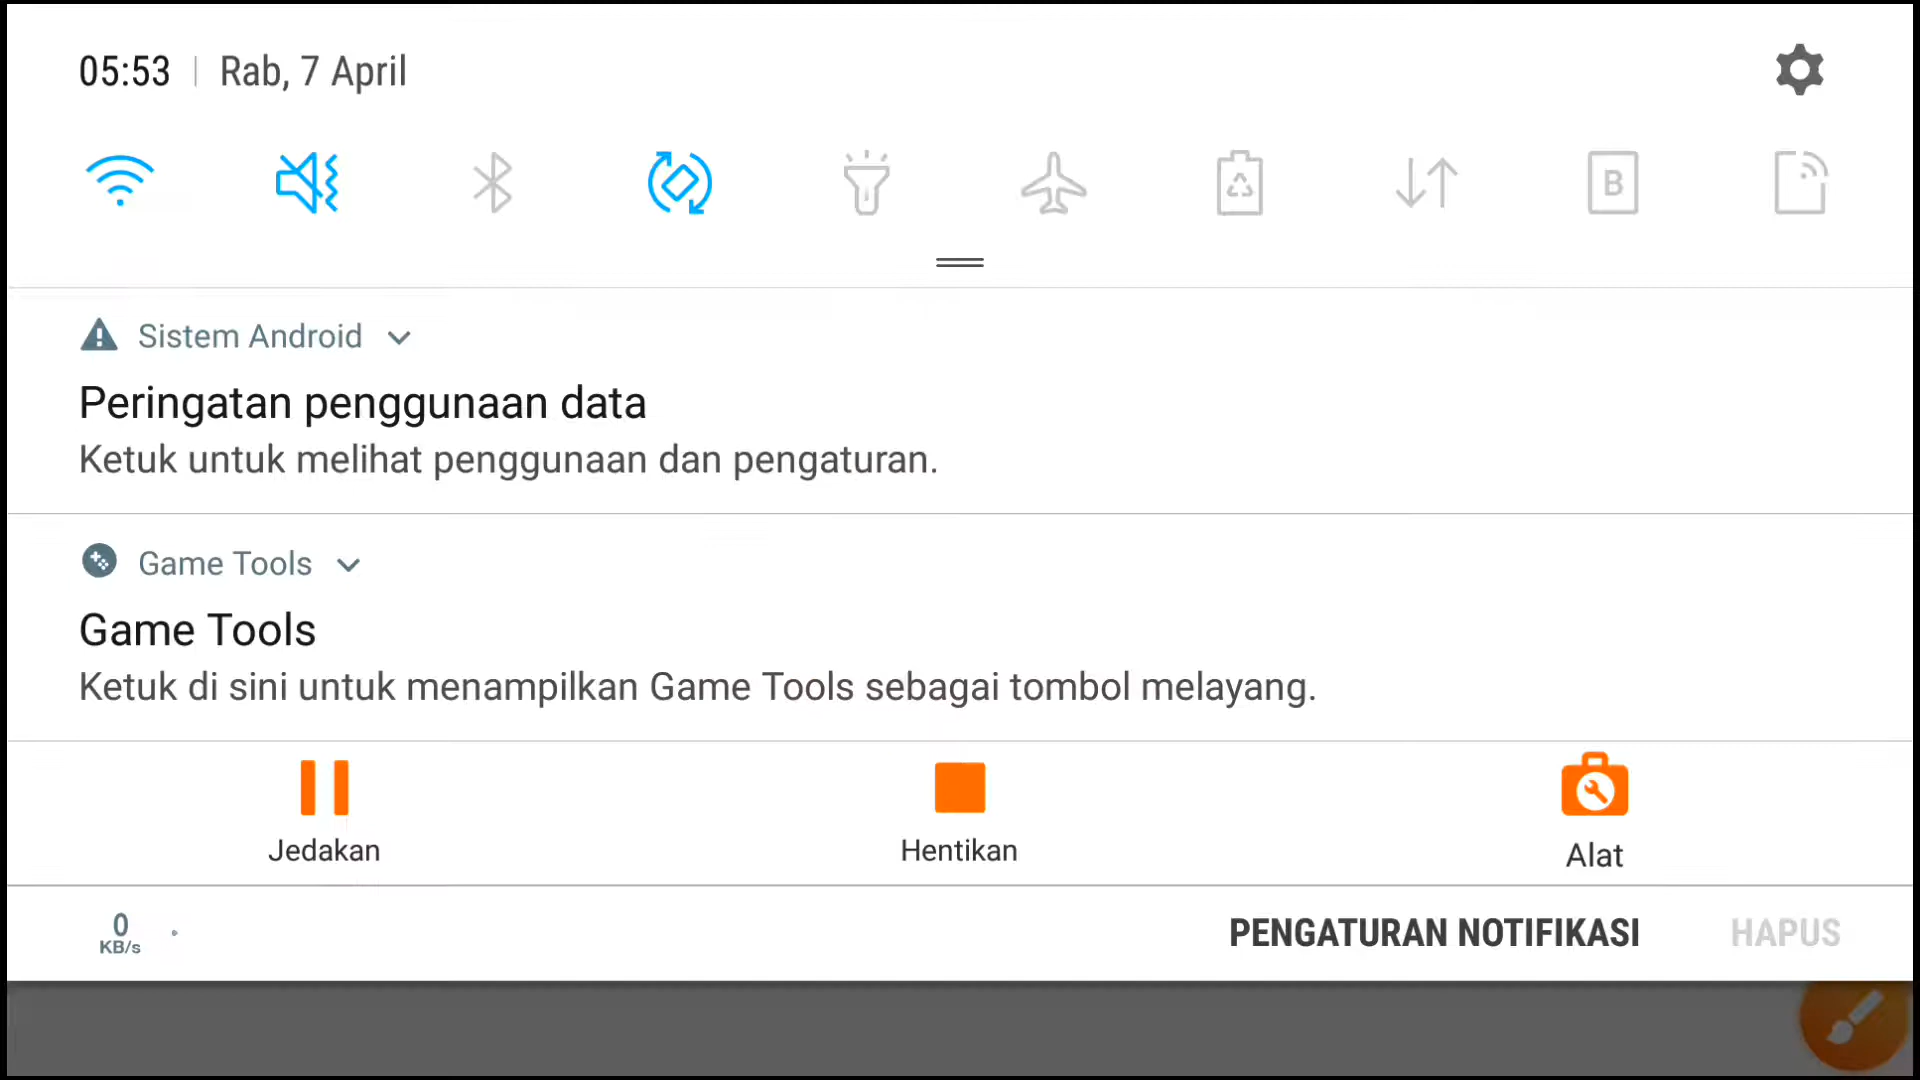 05:53 | Rab, 7 April
B
Sistem Android
Peringatan penggunaan data
Ketuk untuk melihat penggunaan dan pengaturan.
Game Tools
Game Tools
Ketuk di sini untuk menampilkan Game Tools sebagai tombol melayang.
Jedakan Hentikan Alat
0
KB/s
PENGATURAN NOTIFIKASI HAPUS